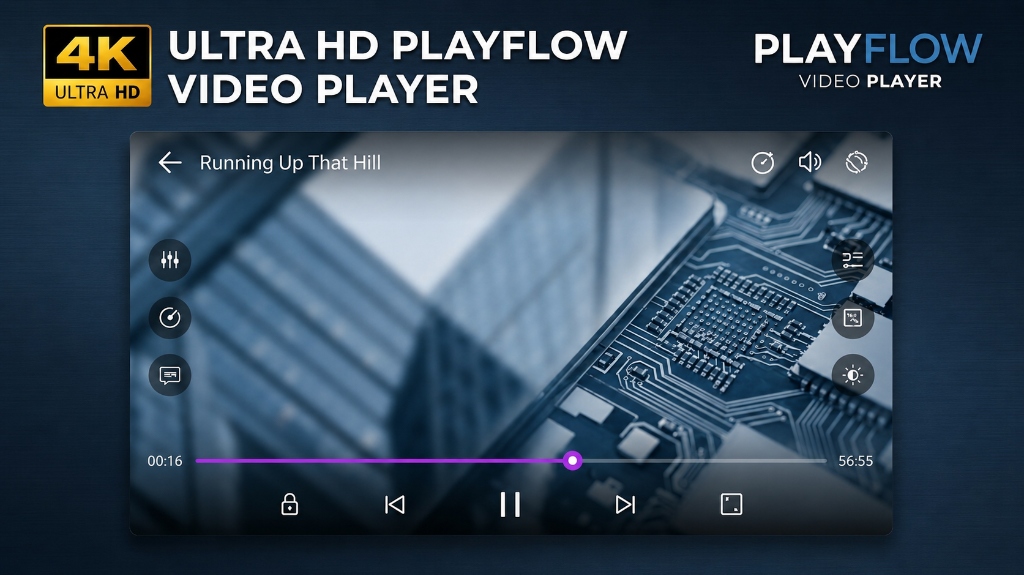 4K
ULTRA HD
ULTRA HD PLAYFLOW
VIDEO PLAYER
PLAYFLOW
VIDEO PLAYER
Running Up That Hill
00:16
56:55